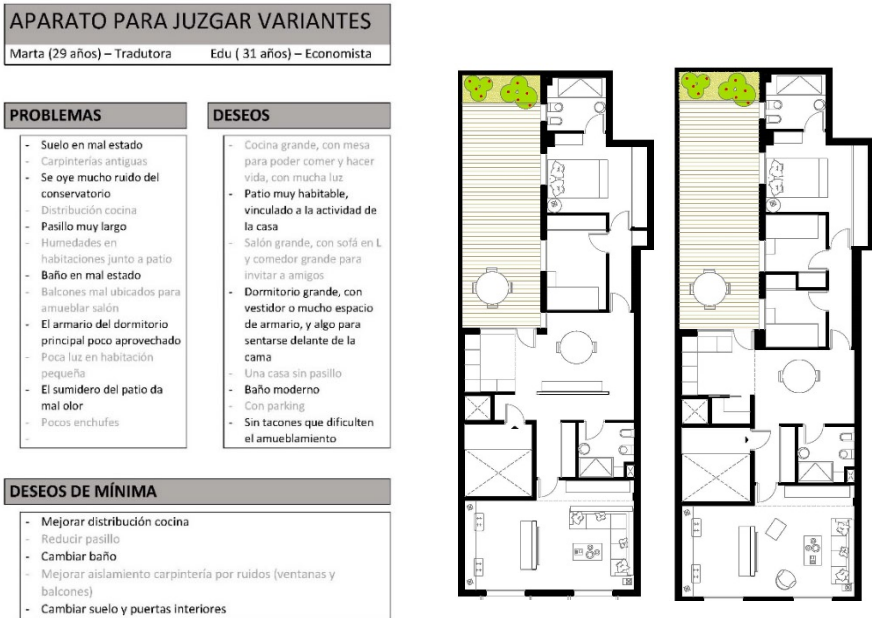 APARATO PARA JUZGAR VARIANTES
Marta (29 años) – Tradutora Edu ( 31 años) – Economista
PROBLEMAS
- Suelo en mal estado
- Carpinterías antiguas
- Se oye mucho ruido del
conservatorio
- Distribución cocina
- Pasillo muy largo
- Humedades en
habitaciones junto a patio
- Baño en mal estado
- Balcones mal ubicados para
amueblar salón
- El armario del dormitorio
principal poco aprovechado
- Poca luz en habitación
pequeña
- El sumidero del patio da
mal olor
- Pocos enchufes
-
DESEOS
- Cocina grande, con mesa
para poder comer y hacer
vida, con mucha luz
- Patio muy habitable,
vinculado a la actividad de
la casa
- Salón grande, con sofá en L
y comedor grande para
invitar a amigos
- Dormitorio grande, con
vestidor o mucho espacio
de armario, y algo para
sentarse delante de la
cama
- Una casa sin pasillo
- Baño moderno
- Con parking
- Sin tacones que dificulten
el amueblamiento
DESEOS DE MÍNIMA
- Mejorar distribución cocina
- Reducir pasillo
- Cambiar baño
- Mejorar aislamiento carpintería por ruidos (ventanas y
balcones)
- Cambiar suelo y puertas interiores